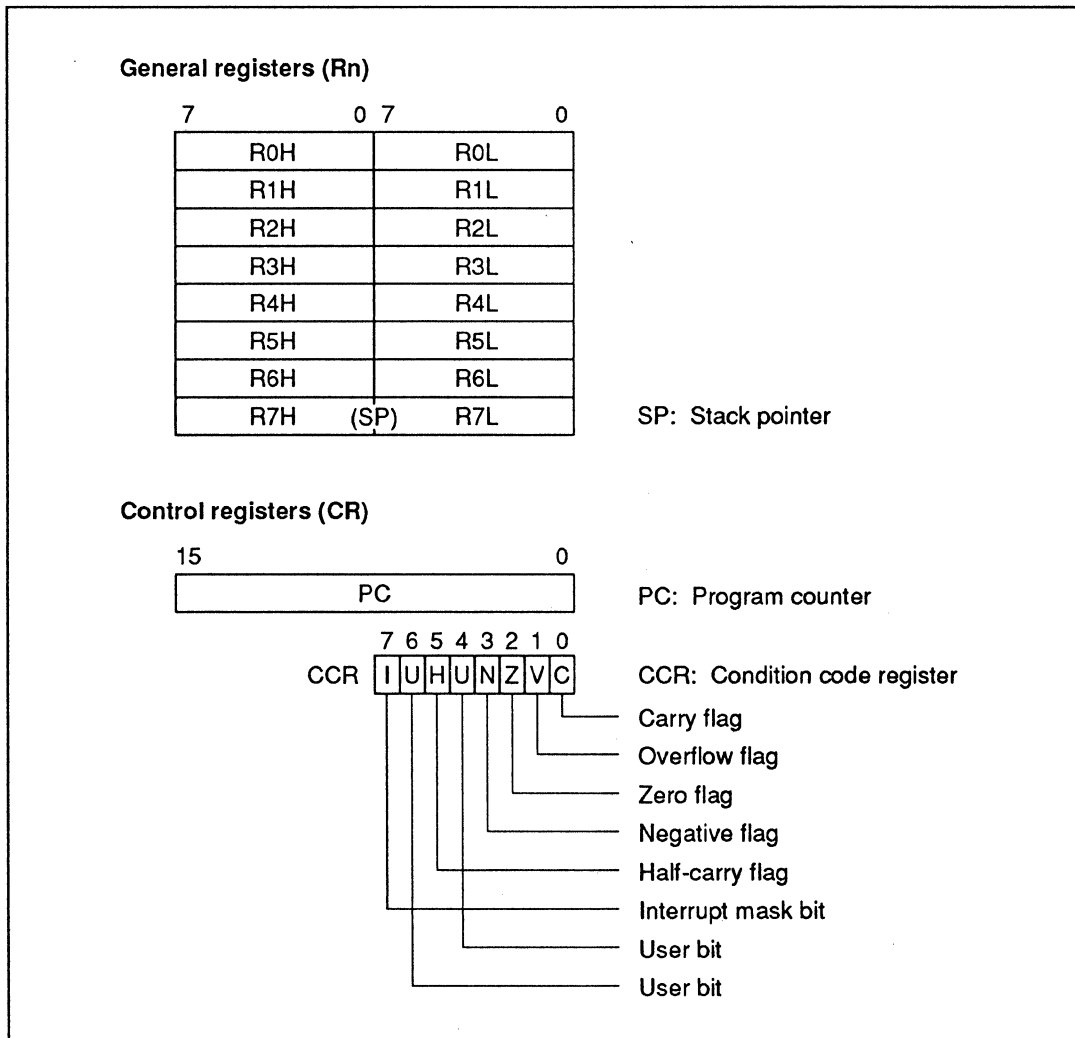 General registers (Rn)
7 0 7 0
R0H R0L
R1H R1L
R2H R2L
R3H R3L
R4H R4L
R5H R5L
R6H R6L
R7H (SP) R7L SP: Stack pointer
Control registers (CR)
15 0
PC PC: Program counter
7 6 5 4 3 2 1 0
CCR I U H U N Z V C CCR: Condition code register
Carry flag
Overflow flag
Zero flag
Negative flag
Half-carry flag
Interrupt mask bit
User bit
User bit